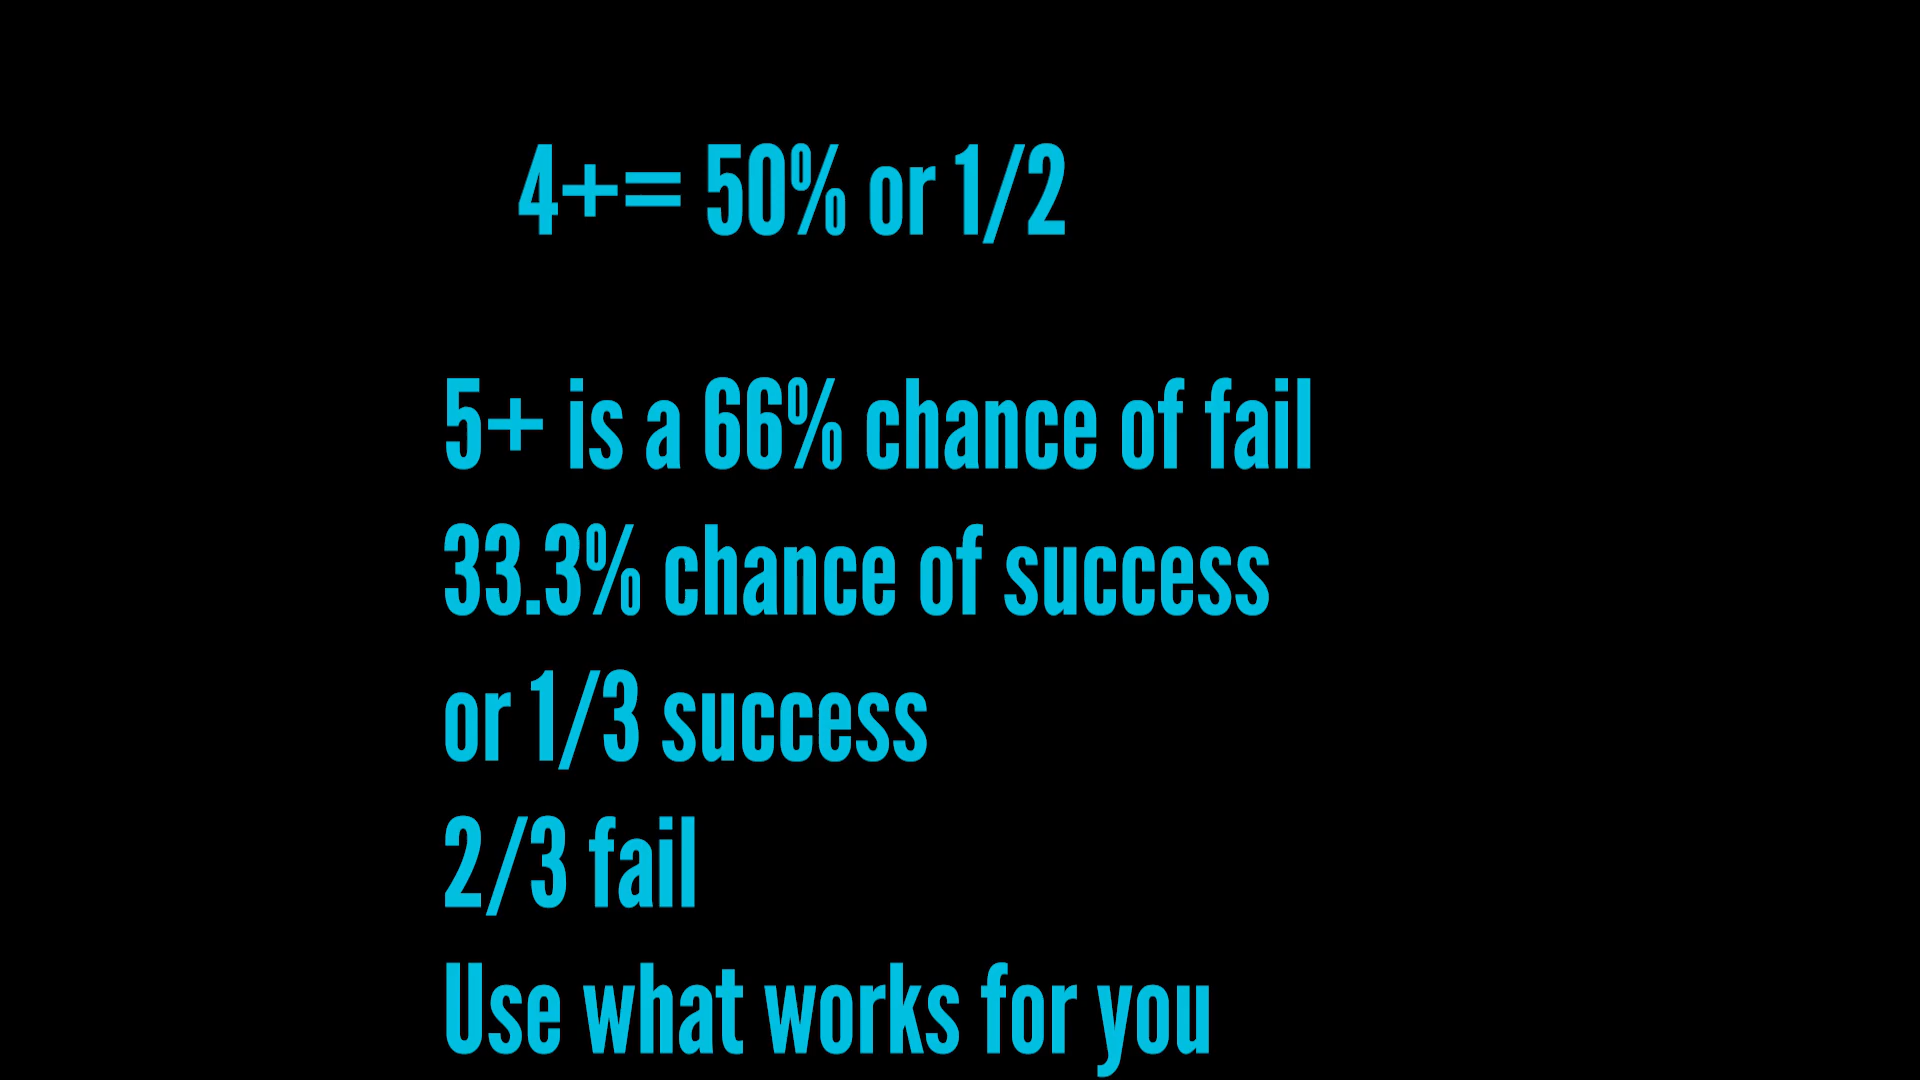 4+= 50% or 1/2
5+ is a 66% chance of fail
33.3% chance of success
or 1/3 success
2/3 fail
Use what works for you